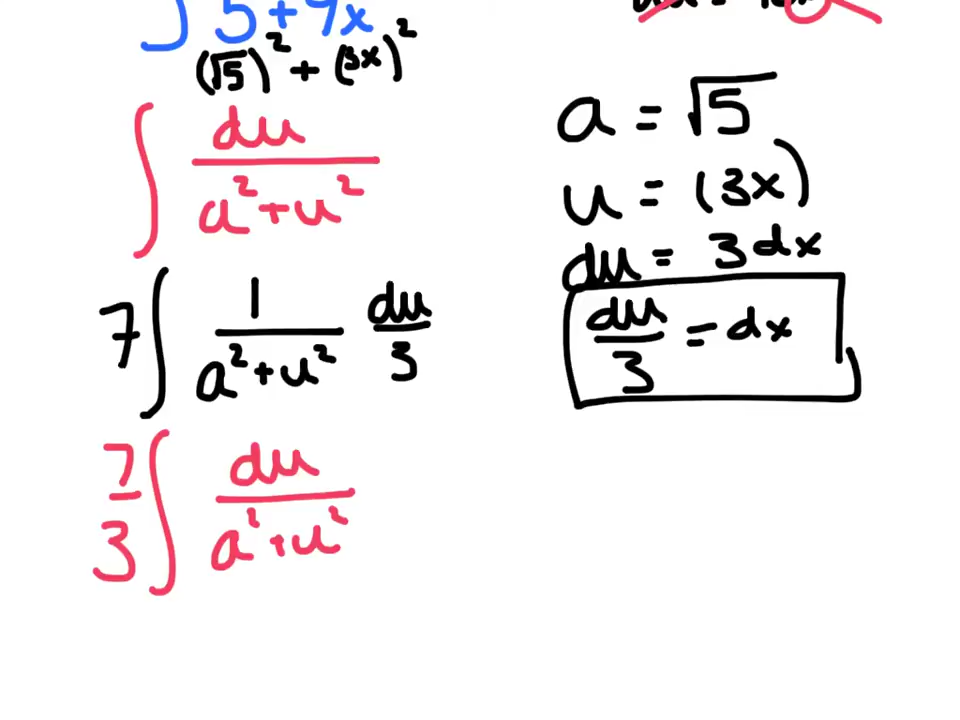 ∫ 5 + 9x
(√5)² + (3x)²
∫ du / (a² + u²)
7 ∫ 1 / (a² + u²) du/3
7/3 ∫ du / (a² + u²)
a = √5
u = (3x)
du = 3dx
du/3 = dx